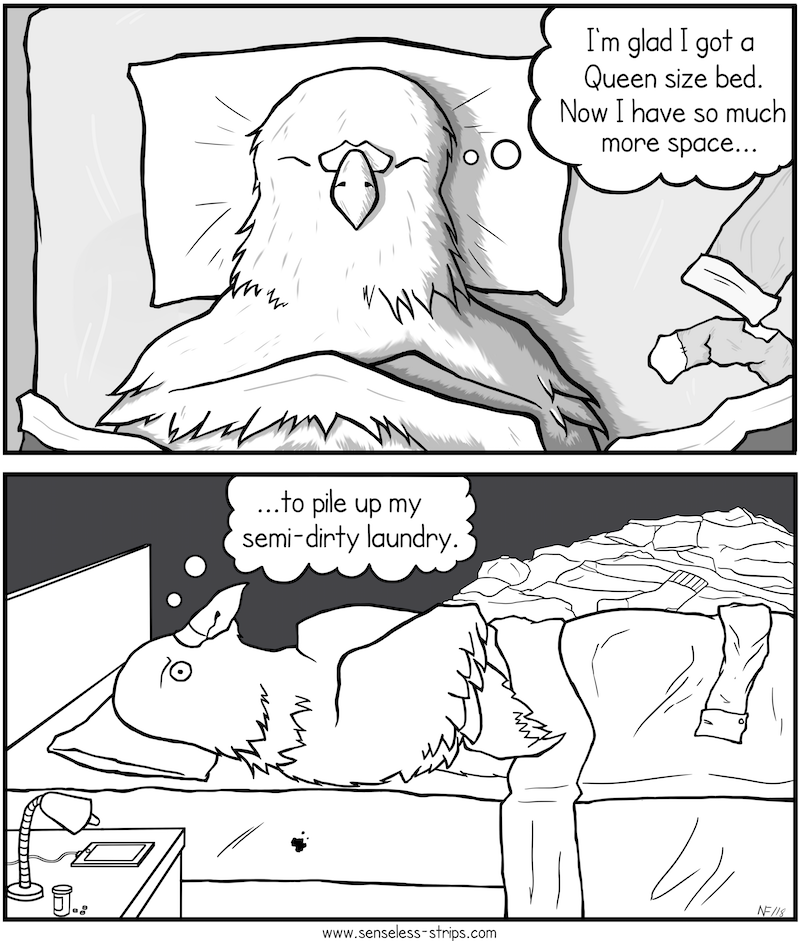 I'm glad I got a
Queen size bed.
Now I have so much
more space...
...to pile up my
semi-dirty laundry.
NF/18
www.senseless-strips.com